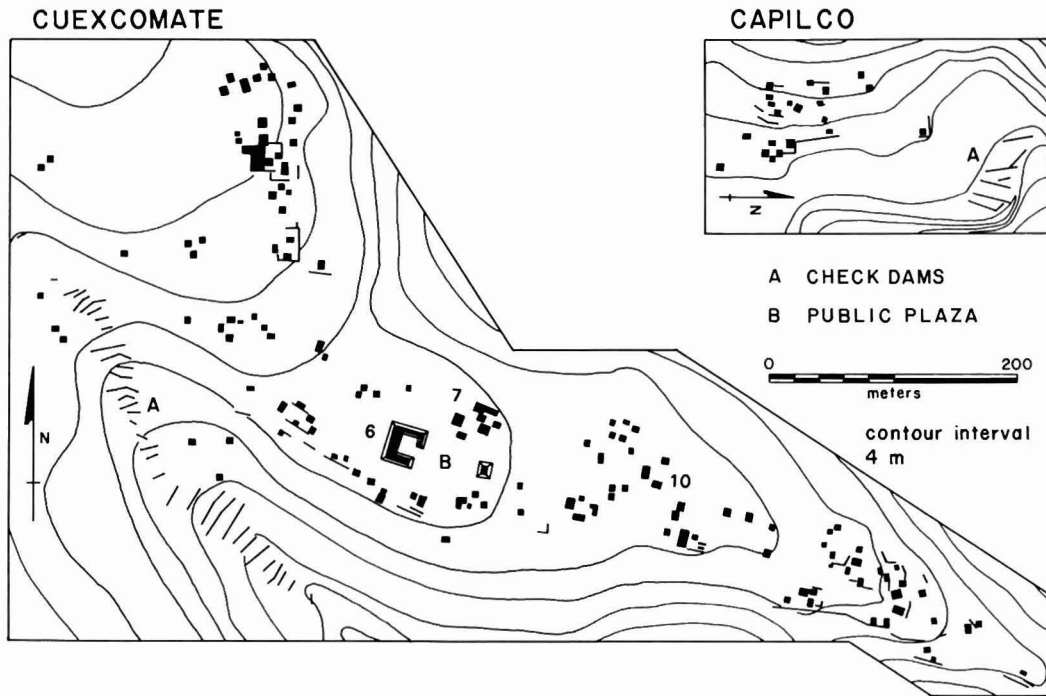 CUEXCOMATE
CAPILCO
A
N
A CHECK DAMS
B PUBLIC PLAZA
0 200
meters
contour interval
4 m
A
7
6
B
10
N